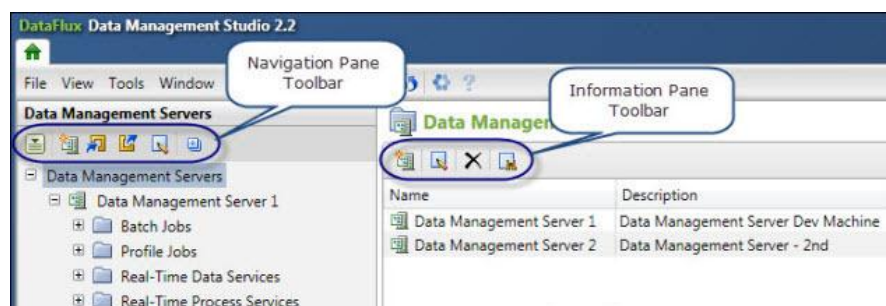 DataFlux Data Management Studio 2.2
Navigation Pane
Toolbar
File View Tools Window
?
Information Pane
Toolbar
Data Management Servers
Data Managem
Data Management Servers
Data Management Server 1
Batch Jobs
Profile Jobs
Real-Time Data Services
Real-Time Process Services
Name Description
Data Management Server 1 Data Management Server Dev Machine
Data Management Server 2 Data Management Server - 2nd